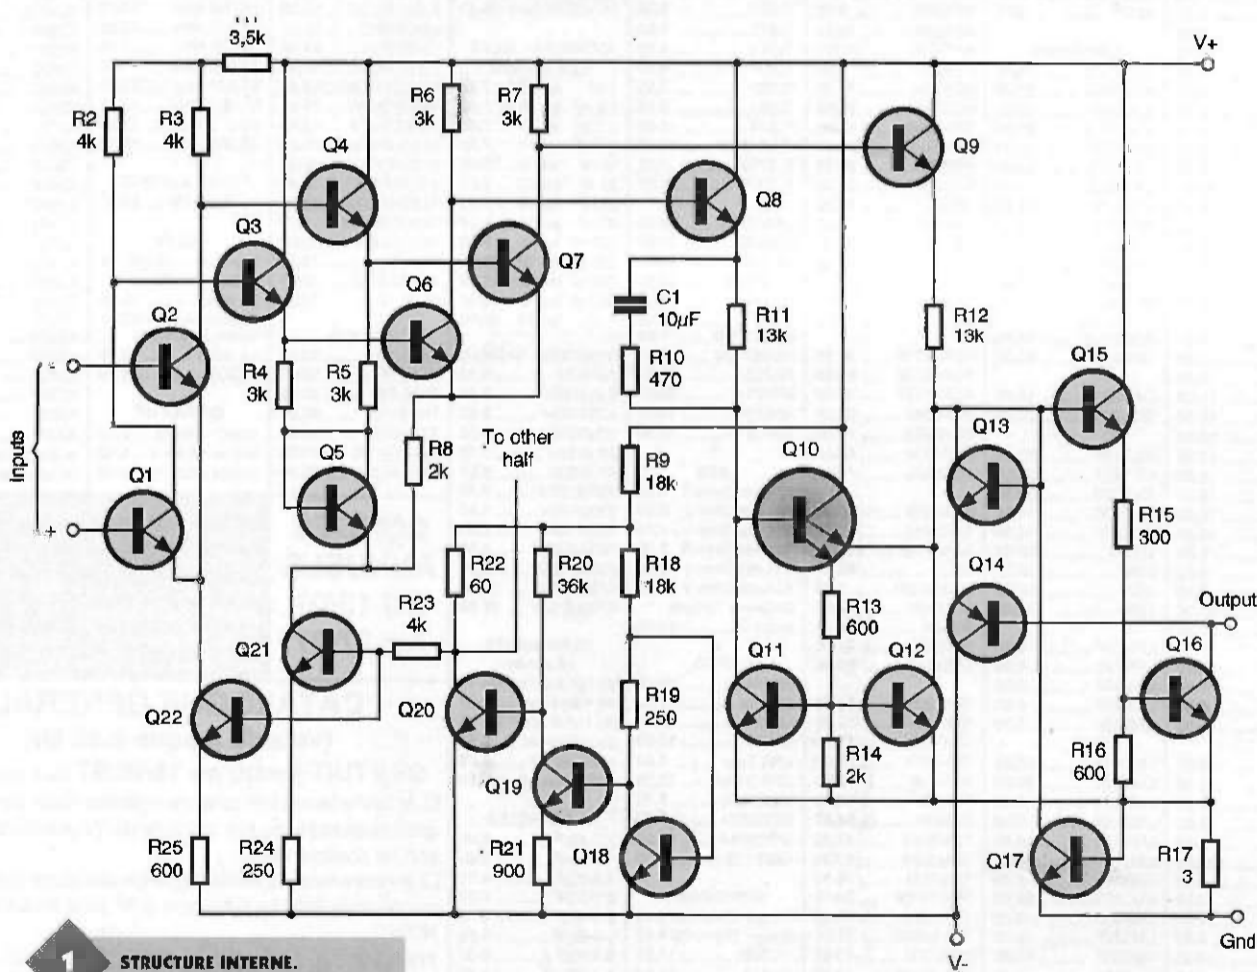 3,5k
V+
R2
4k
R3
4k
R6
3k
R7
3k
Q4
Q9
Q8
Q3
Q7
Q6
C1
10µF
R11
13k
R12
13k
Q2
R10
470
Q15
R4
3k
R5
3k
Inputs
-
+
Q1
Q5
R8
2k
To other
half
R9
18k
Q10
Q13
R15
300
R22
60
R20
36k
R18
18k
Q14
R13
600
Output
R23
4k
Q21
Q22
Q20
R19
250
Q11
Q12
Q16
R14
2k
R16
600
Q19
R25
600
R24
250
R21
900
Q18
Q17
R17
3
Gnd
V-
1
STRUCTURE INTERNE.